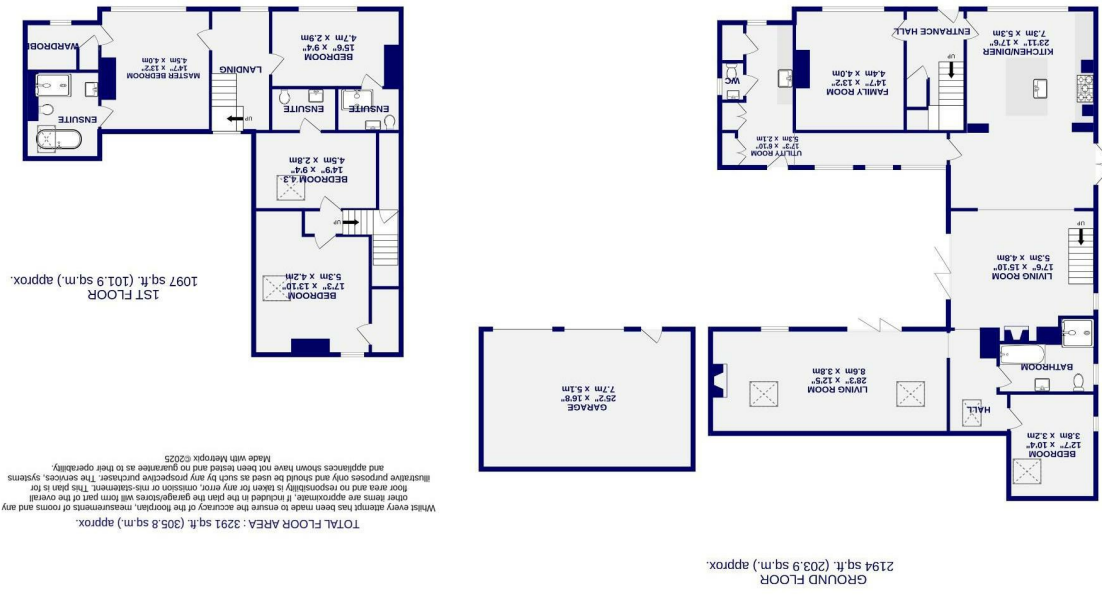 GROUND FLOOR
2194 sq.ft. (203.9 sq.m.) approx.
BEDROOM
12'7" x 10'4"
3.8m x 3.2m
HALL
BATHROOM
LIVING ROOM
28'3" x 12'5"
8.6m x 3.8m
GARAGE
25'2" x 16'8"
7.7m x 5.1m
LIVING ROOM
17'6" x 15'10"
5.3m x 4.8m
UP
UTILITY ROOM
17'3" x 6'10"
5.3m x 2.1m
KITCHEN/DINER
23'11" x 17'6"
7.3m x 5.3m
UP
ENTRANCE HALL
FAMILY ROOM
14'7" x 13'2"
4.4m x 4.0m
WC
1ST FLOOR
1097 sq.ft. (101.9 sq.m.) approx.
BEDROOM
17'3" x 13'10"
5.3m x 4.2m
UP
BEDROOM 4.3
14'9" x 9'4"
4.5m x 2.8m
ENSUITE
ENSUITE
UP
ENSUITE
BEDROOM
15'6" x 9'4"
4.7m x 2.9m
LANDING
MASTER BEDROOM
14'7" x 13'2"
4.5m x 4.0m
WARDROBE
TOTAL FLOOR AREA : 3291 sq.ft. (305.8 sq.m.) approx.
Whilst every attempt has been made to ensure the accuracy of the floorplan, measurements of rooms and any
other items are approximate, if included in the plan the garage/stores will form part of the overall
floor area and no responsibility is taken for any error, omission or mis-statement. This plan is for
illustrative purposes only and should be used as such by any prospective purchaser. The services, systems
and appliances shown have not been tested and no guarantee as to their operability.
Made with Metropix ©2025